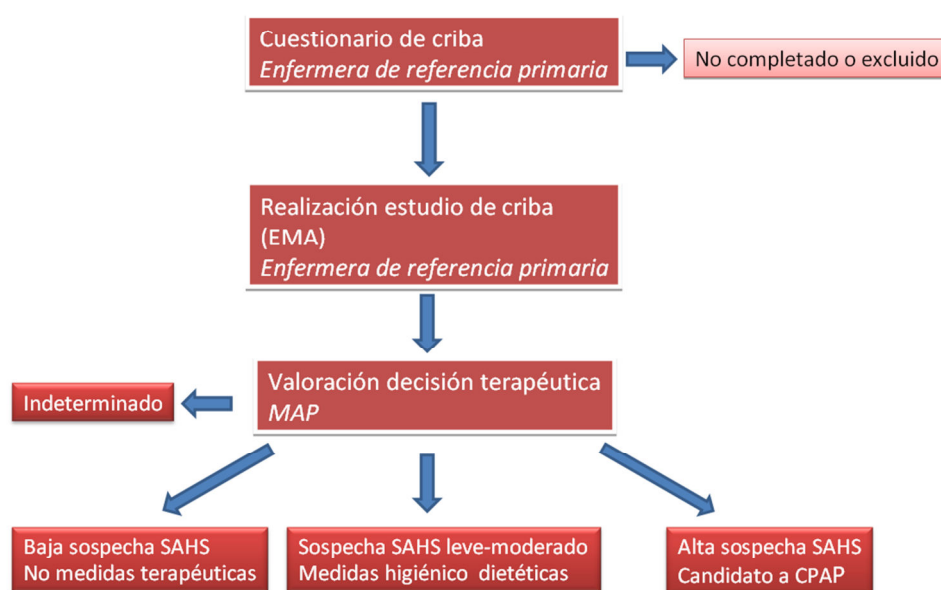 Cuestionario de criba
Enfermera de referencia primaria
No completado o excluido
Realización estudio de criba
(EMA)
Enfermera de referencia primaria
Valoración decisión terapéutica
MAP
Indeterminado
Baja sospecha SAHS
No medidas terapéuticas
Sospecha SAHS leve-moderado
Medidas higiénico dietéticas
Alta sospecha SAHS
Candidato a CPAP